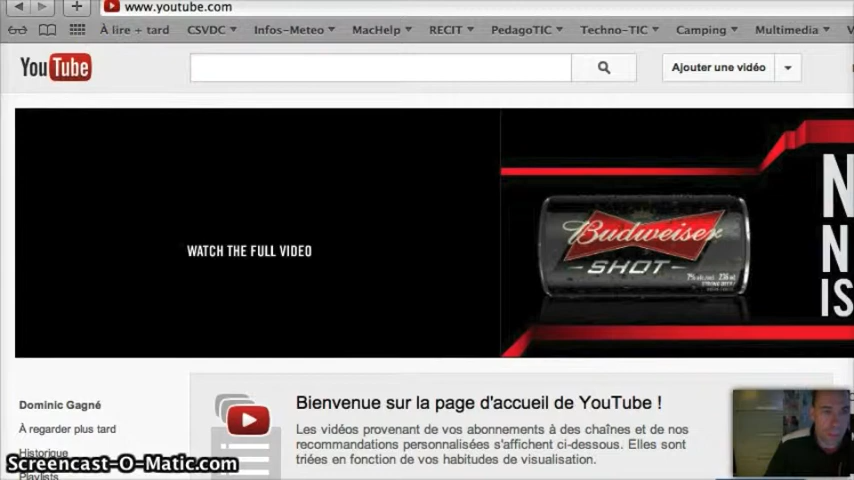 www.youtube.com
À lire + tard CSVDC Infos-Meteo MacHelp RECIT PedagoTIC Techno-TIC Camping Multimedia V
YouTube Ajouter une vidéo
WATCH THE FULL VIDEO
Budweiser
SHOT
N
N
IS
Dominic Gagné
À regarder plus tard
Historique
Playlists
Bienvenue sur la page d'accueil de YouTube !
Les vidéos provenant de vos abonnements à des chaînes et de nos
recommandations personnalisées s'affichent ci-dessous. Elles sont
triées en fonction de vos habitudes de visualisation.
Screencast-O-Matic.com